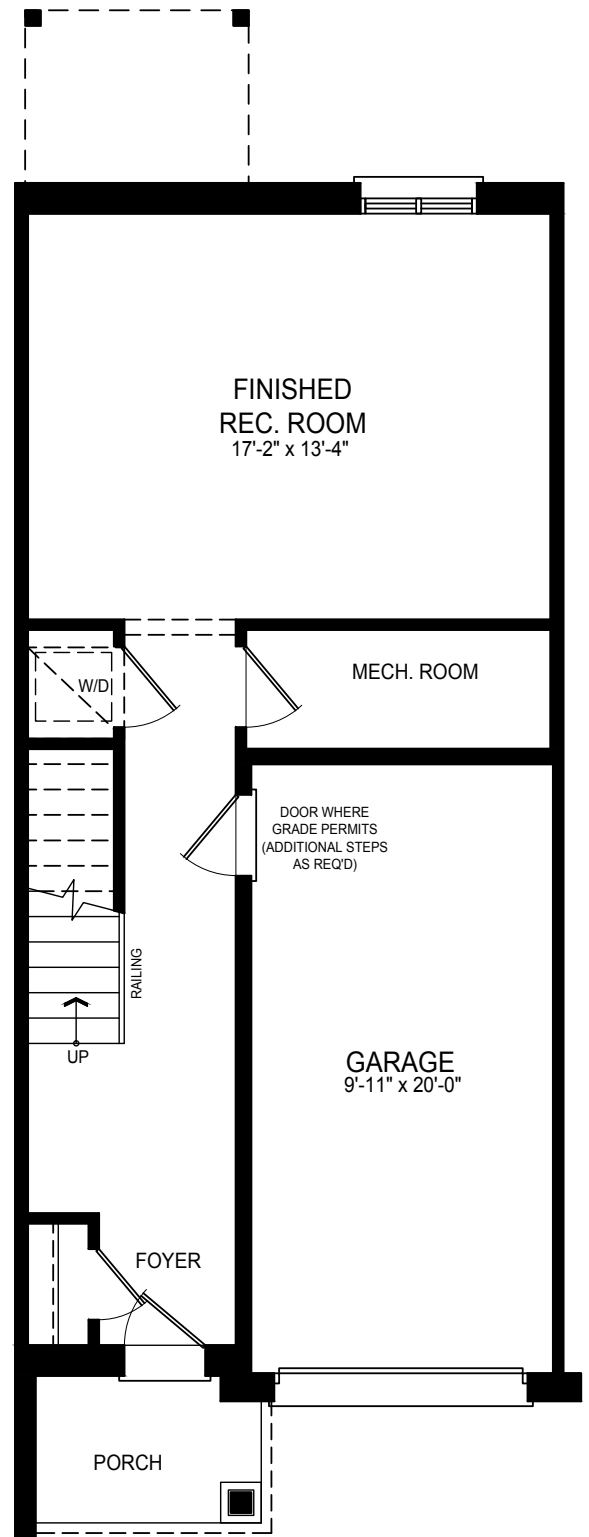 FINISHED
REC. ROOM
17'-2" x 13'-4"
W/D
MECH. ROOM
DOOR WHERE
GRADE PERMITS
(ADDITIONAL STEPS
AS REQ'D)
RAILING
UP
GARAGE
9'-11" x 20'-0"
FOYER
PORCH